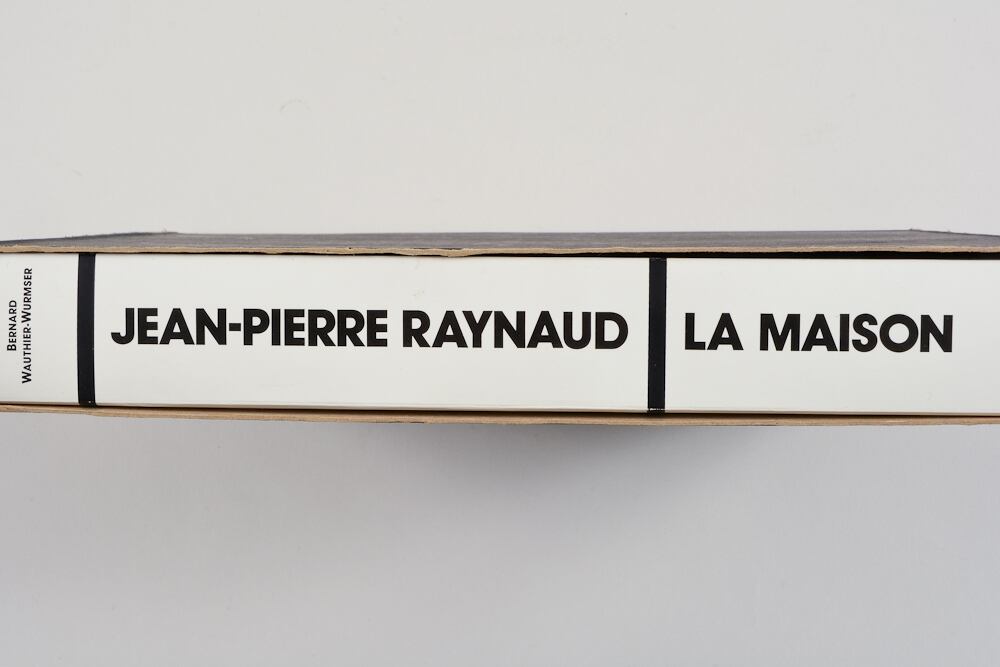 BERNARD
WAUTHIER-WURMSER
JEAN-PIERRE RAYNAUD
LA MAISON